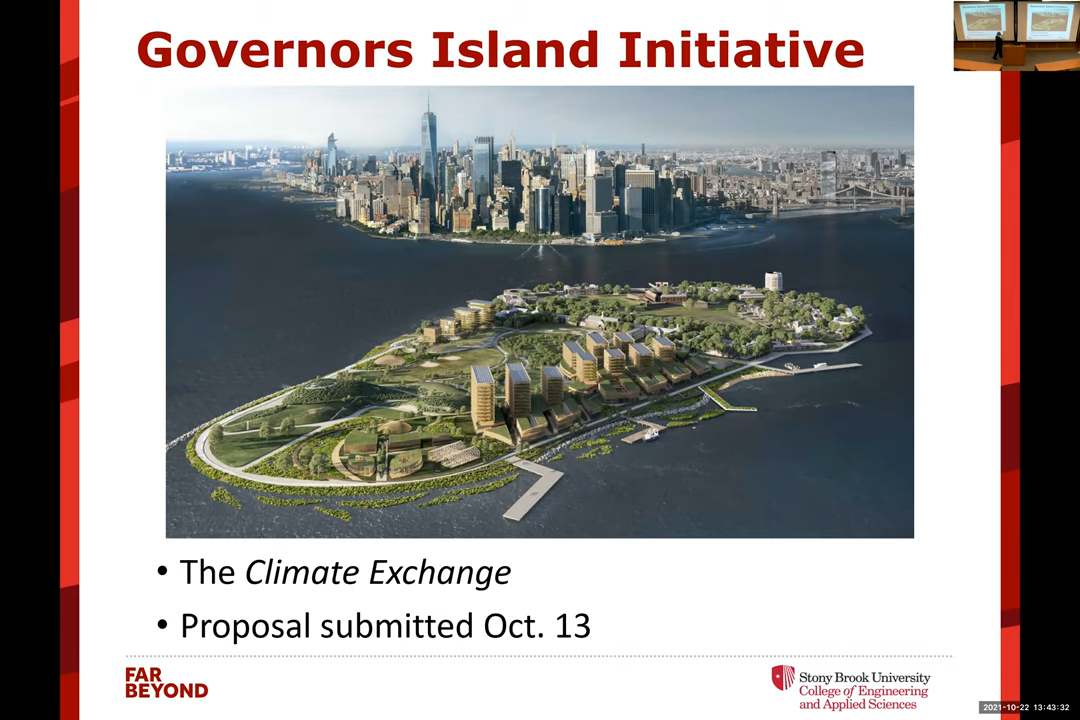 Governors Island Initiative
• The Climate Exchange
• Proposal submitted Oct. 13
FAR
BEYOND
Stony Brook University
College of Engineering
and Applied Sciences
2021-10-22 13:43:32